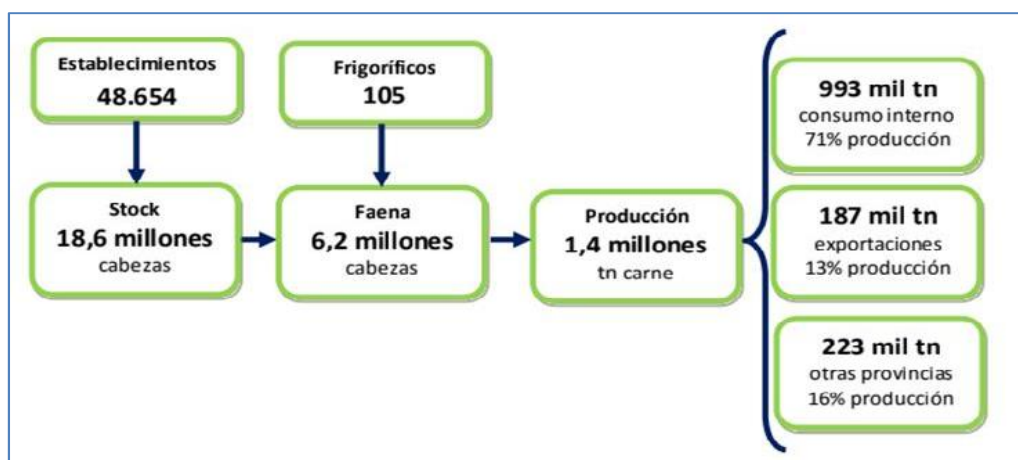 Establecimientos
48.654
Frigoríficos
105
Stock
18,6 millones
cabezas
Faena
6,2 millones
cabezas
Producción
1,4 millones
tn carne
993 mil tn
consumo interno
71% producción
187 mil tn
exportaciones
13% producción
223 mil tn
otras provincias
16% producción